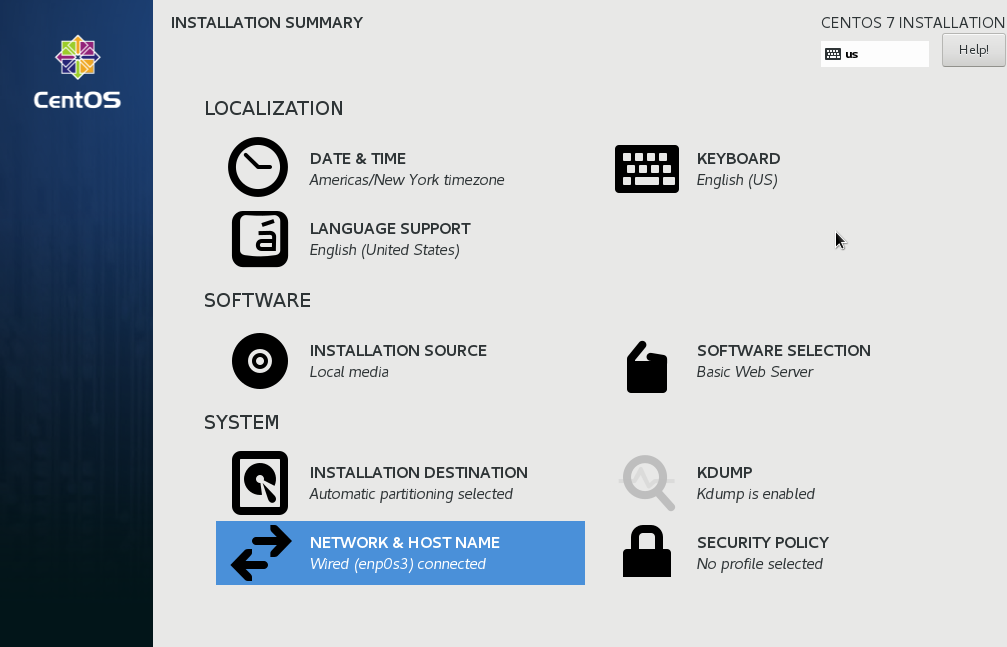 CentOS
INSTALLATION SUMMARY
CENTOS 7 INSTALLATION
us
Help!
LOCALIZATION
DATE & TIME
Americas/New York timezone
KEYBOARD
English (US)
á
LANGUAGE SUPPORT
English (United States)
SOFTWARE
INSTALLATION SOURCE
Local media
SOFTWARE SELECTION
Basic Web Server
SYSTEM
INSTALLATION DESTINATION
Automatic partitioning selected
KDUMP
Kdump is enabled
NETWORK & HOST NAME
Wired (enp0s3) connected
SECURITY POLICY
No profile selected